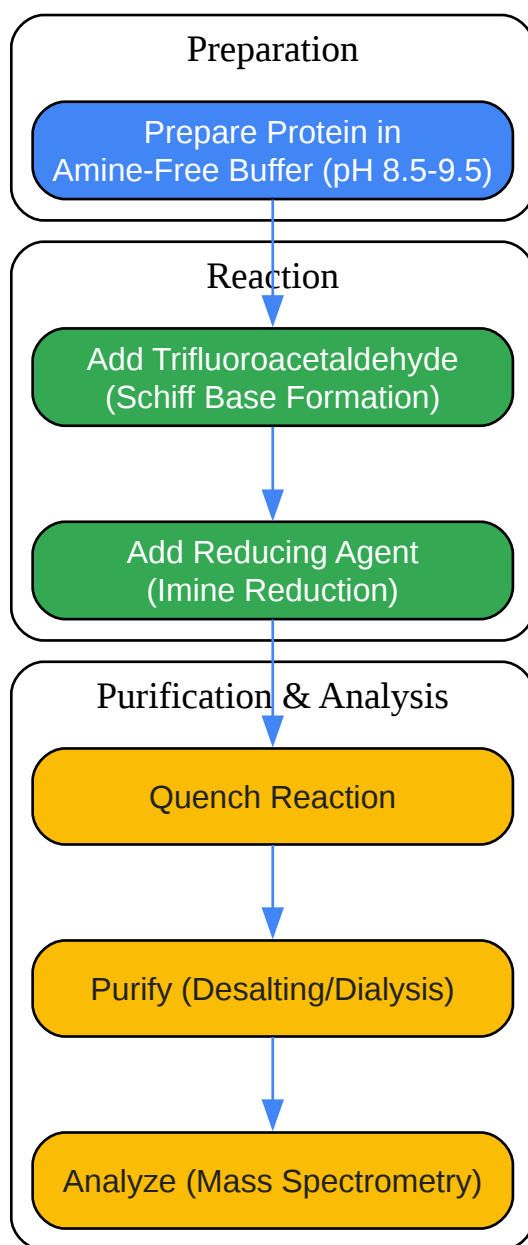 Preparation
Prepare Protein in
Amine-Free Buffer (pH 8.5-9.5)
Reaction
Add Trifluoroacetaldehyde
(Schiff Base Formation)
Add Reducing Agent
(Imine Reduction)
Purification & Analysis
Quench Reaction
Purify (Desalting/Dialysis)
Analyze (Mass Spectrometry)